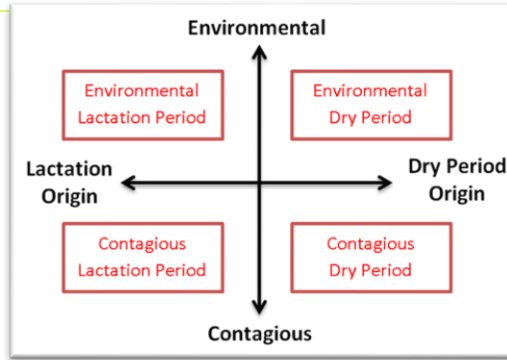 Environmental
Environmental
Lactation Period
Environmental
Dry Period
Lactation
Origin
Dry Period
Origin
Contagious
Lactation Period
Contagious
Dry Period
Contagious